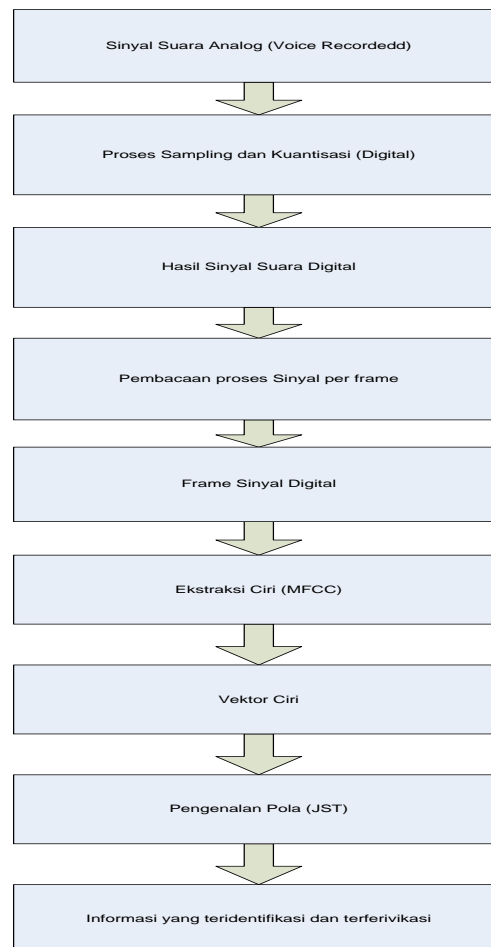 Sinyal Suara Analog (Voice Recordedd)
Proses Sampling dan Kuantisasi (Digital)
Hasil Sinyal Suara Digital
Pembacaan proses Sinyal per frame
Frame Sinyal Digital
Ekstraksi Ciri (MFCC)
Vektor Ciri
Pengenalan Pola (JST)
Informasi yang teridentifikasi dan terferivikasi